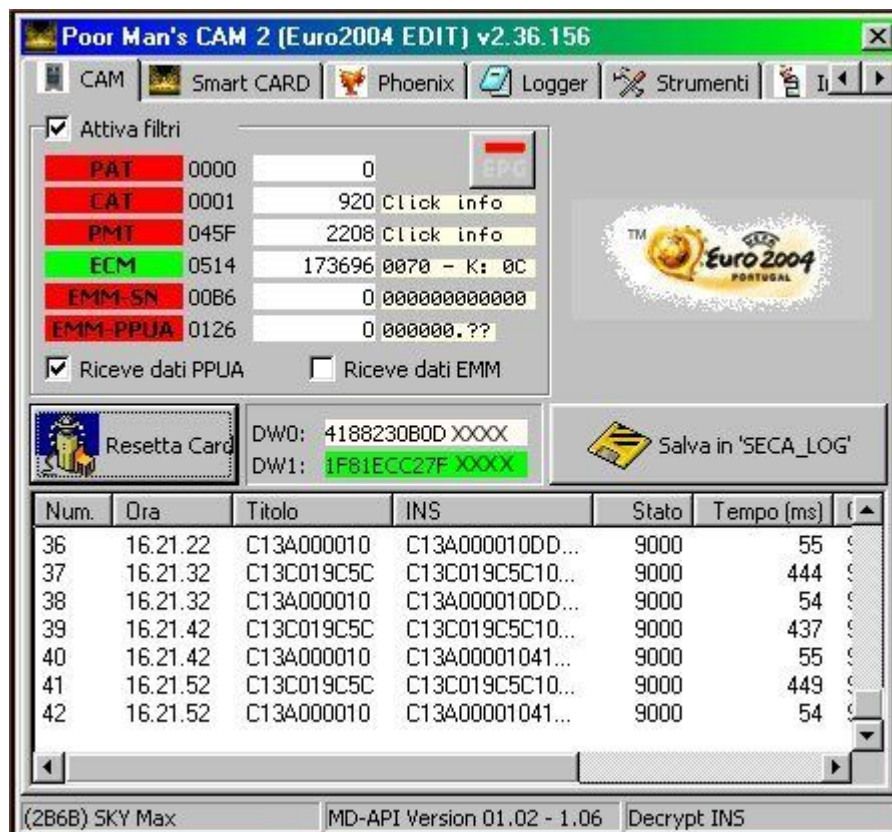 Poor Man's CAM 2 (Euro2004 EDIT) v2.36.156
CAM Smart CARD Phoenix Logger Strumenti
Attiva filtri
EPG
PAT 0000 0
CAT 0001 920 Click info
PMT 045F 2208 Click info
ECM 0514 173696 0070 - K: 0C
EMM-SN 00B6 0 000000000000
EMM-PPUA 0126 0 000000.??
Riceve dati PPUA Riceve dati EMM
TM
UEFA
Euro2004
PORTUGAL
Resetta Card
DW0: 4188230B0D XXXX
DW1: 1F81ECC27F XXXX
Salva in 'SECA_LOG'
Num. Ora Titolo INS Stato Tempo (ms)
36 16.21.22 C13A000010 C13A000010DD... 9000 55
37 16.21.32 C13C019C5C C13C019C5C10... 9000 444
38 16.21.32 C13A000010 C13A000010DD... 9000 54
39 16.21.42 C13C019C5C C13C019C5C10... 9000 437
40 16.21.42 C13A000010 C13A00001041... 9000 55
41 16.21.52 C13C019C5C C13C019C5C10... 9000 449
42 16.21.52 C13A000010 C13A00001041... 9000 54
(2B6B) SKY Max MD-API Version 01.02 - 1.06 Decrypt INS